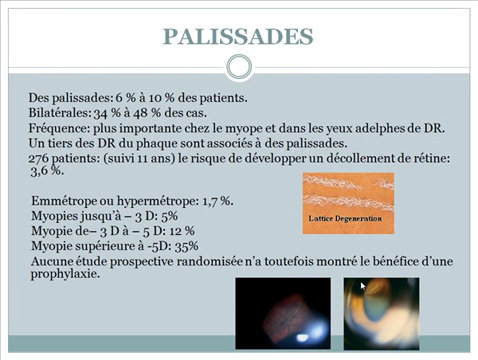 PALISSADES
Des palissades: 6 % à 10 % des patients.
Bilatérales: 34 % à 48 % des cas.
Fréquence: plus importante chez le myope et dans les yeux adelphes de DR.
Un tiers des DR du phaque sont associés à des palissades.
276 patients: (suivi 11 ans) le risque de développer un décollement de rétine:
3,6 %.
Emmétrope ou hypermétrope: 1,7 %.
Myopies jusqu'à – 3 D: 5%
Myopie de– 3 D à – 5 D: 12 %
Myopie supérieure à -5D: 35%
Lattice Degeneration
Aucune étude prospective randomisée n'a toutefois montré le bénéfice d'une
prophylaxie.